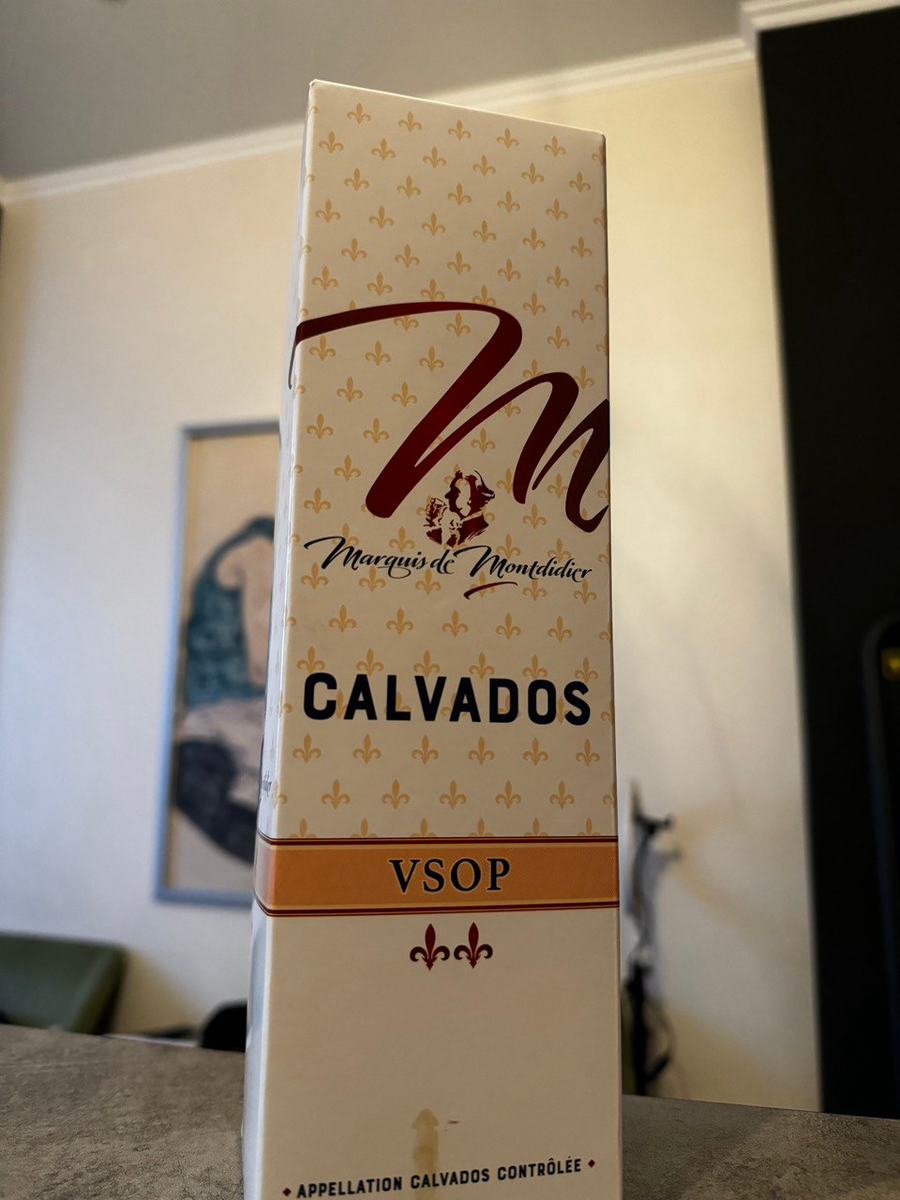 M
Marquis de Montdidier
CALVADOS
VSOP
APPELLATION CALVADOS CONTRÔLÉE